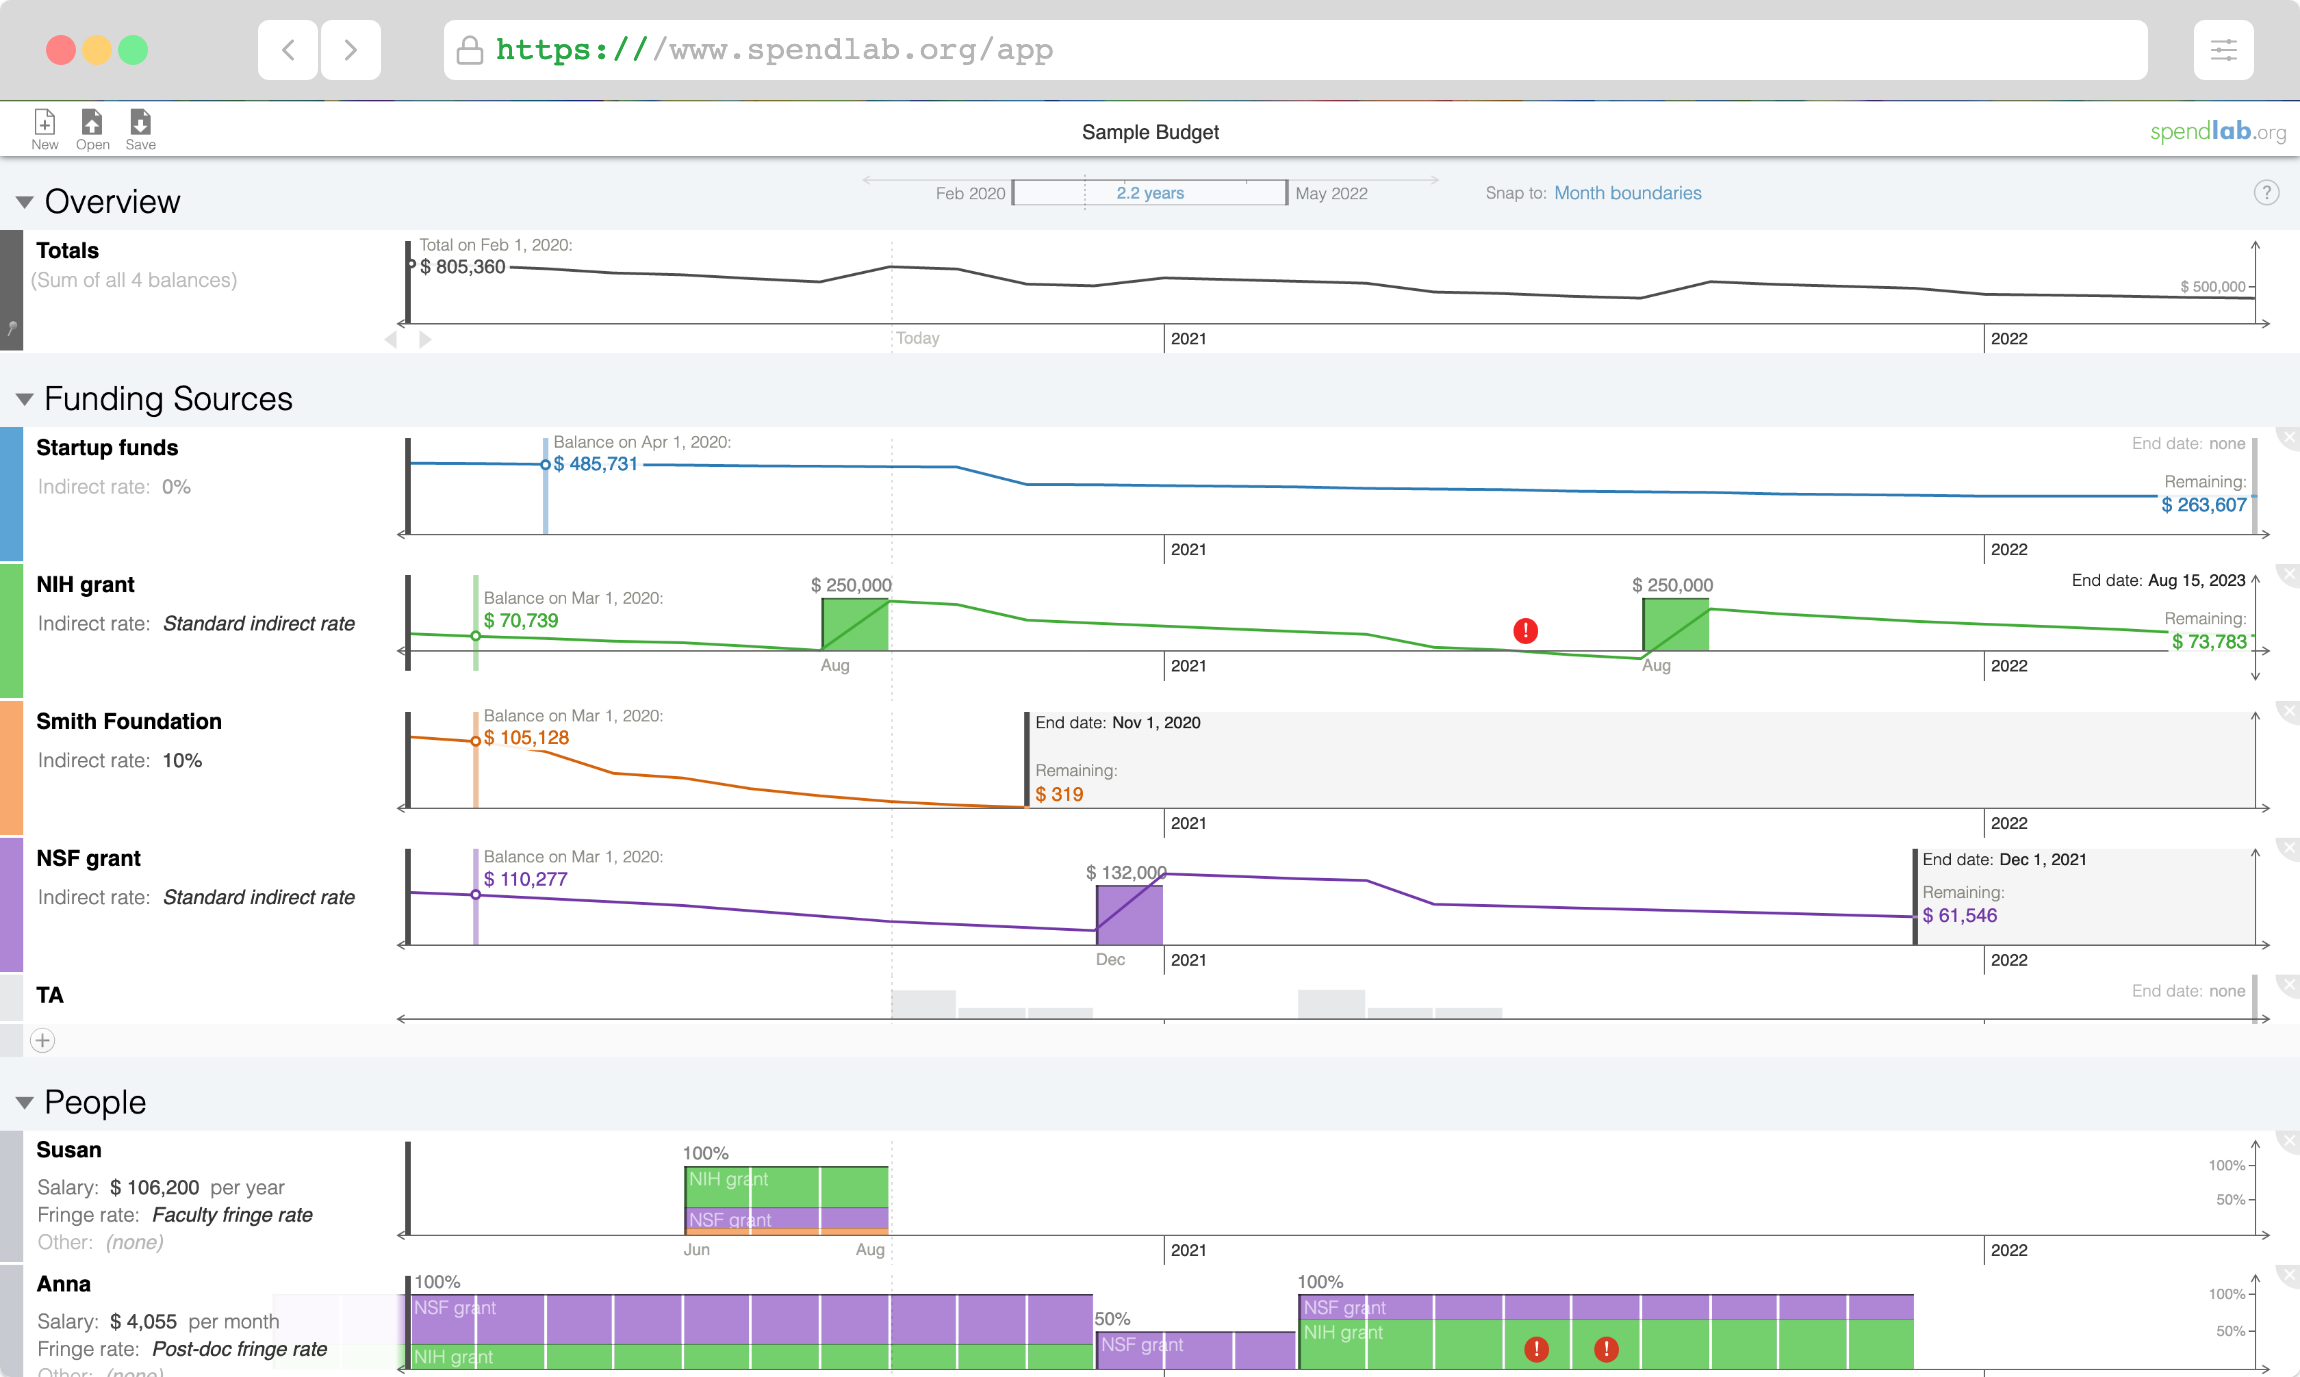 https:///www.spendlab.org/app
New Open Save
Sample Budget
spendlab.org
Overview
Feb 2020
2.2 years
May 2022
Snap to: Month boundaries
?
Totals
(Sum of all 4 balances)
Total on Feb 1, 2020:
$ 805,360
$ 500,000
Today
2021
2022
Funding Sources
Startup funds
Indirect rate: 0%
Balance on Apr 1, 2020:
$ 485,731
End date: none
Remaining:
$ 263,607
2021
2022
NIH grant
Indirect rate: Standard indirect rate
Balance on Mar 1, 2020:
$ 70,739
$ 250,000
Aug
!
$ 250,000
Aug
End date: Aug 15, 2023
Remaining:
$ 73,783
2021
2022
Smith Foundation
Indirect rate: 10%
Balance on Mar 1, 2020:
$ 105,128
End date: Nov 1, 2020
Remaining:
$ 319
2021
2022
NSF grant
Indirect rate: Standard indirect rate
Balance on Mar 1, 2020:
$ 110,277
$ 132,000
Dec
End date: Dec 1, 2021
Remaining:
$ 61,546
2021
2022
TA
End date: none
People
Susan
Salary: $ 106,200 per year
Fringe rate: Faculty fringe rate
Other: (none)
100%
NIH grant
NSF grant
Jun
Aug
2021
2022
100%
50%
Anna
Salary: $ 4,055 per month
Fringe rate: Post-doc fringe rate
Other: (none)
100%
NSF grant
NIH grant
50%
NSF grant
100%
NSF grant
NIH grant
!
!
100%
50%